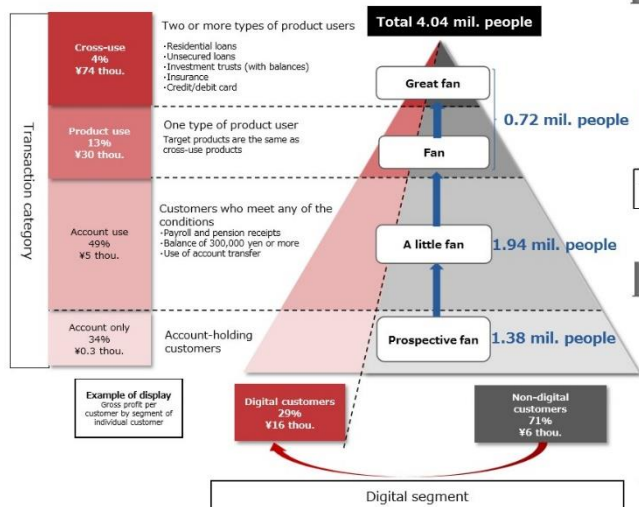 Transaction category
Cross-use
4%
¥74 thou.
Two or more types of product users
・Residential loans
・Unsecured loans
・Investment trusts (with balances)
・Insurance
・Credit/debit card
Product use
13%
¥30 thou.
One type of product user
Target products are the same as
cross-use products
Account use
49%
¥5 thou.
Customers who meet any of the
conditions
・Payroll and pension receipts
・Balance of 300,000 yen or more
・Use of account transfer
Account only
34%
¥0.3 thou.
Account-holding
customers
Total 4.04 mil. people
Great fan
Fan
0.72 mil. people
A little fan
1.94 mil. people
Prospective fan
1.38 mil. people
Example of display
Gross profit per
customer by segment of
individual customer
Digital customers
29%
¥16 thou.
Non-digital
customers
71%
¥6 thou.
Digital segment